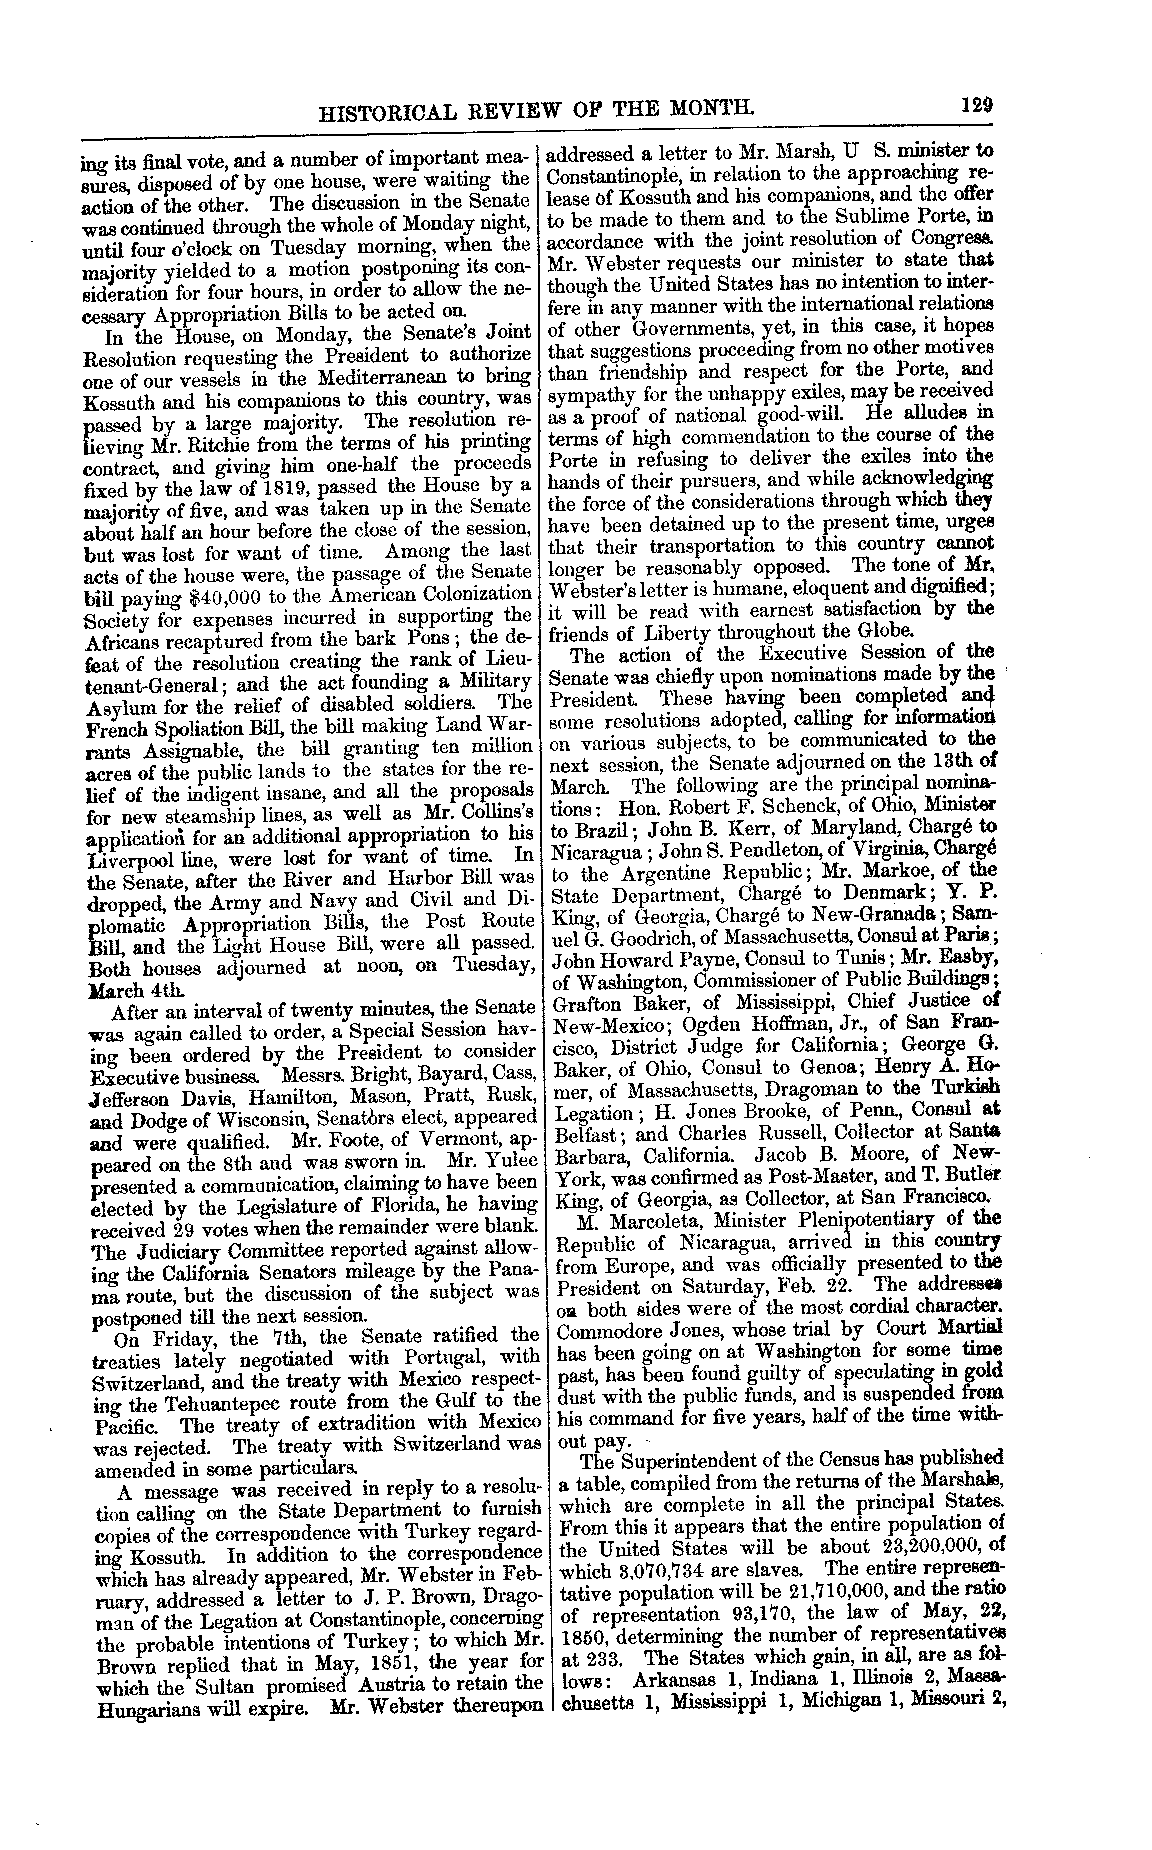 HISTORICAL REVIEW OF THE MONTH.
129
ing its final vote, and a number of important mea-
sures, disposed of by one house, were waiting the
action of the other. The discussion in the Senate
was continued through the whole of Monday night,
until four o'clock on Tuesday morning, when the
majority yielded to a motion postponing its con-
sideration for four hours, in order to allow the ne-
cessary Appropriation Bills to be acted on.
In the House, on Monday, the Senate's Joint
Resolution requesting the President to authorize
one of our vessels in the Mediterranean to bring
Kossuth and his companions to this country, was
passed by a large majority. The resolution re-
lieving Mr. Ritchie from the terms of his printing
contract, and giving him one-half the proceeds
fixed by the law of 1819, passed the House by a
majority of five, and was taken up in the Senate
about half an hour before the close of the session,
but was lost for want of time. Among the last
acts of the house were, the passage of the Senate
bill paying $40,000 to the American Colonization
Society for expenses incurred in supporting the
Africans recaptured from the bark Pons; the de-
feat of the resolution creating the rank of Lieu-
tenant-General; and the act founding a Military
Asylum for the relief of disabled soldiers. The
French Spoliation Bill, the bill making Land War-
rants Assignable, the bill granting ten million
acres of the public lands to the states for the re-
lief of the indigent insane, and all the proposals
for new steamship lines, as well as Mr. Collins's
application for an additional appropriation to his
Liverpool line, were lost for want of time. In
the Senate, after the River and Harbor Bill was
dropped, the Army and Navy and Civil and Di-
plomatic Appropriation Bills, the Post Route
Bill, and the Light House Bill, were all passed.
Both houses adjourned at noon, on Tuesday,
March 4th.
After an interval of twenty minutes, the Senate
was again called to order, a Special Session hav-
ing been ordered by the President to consider
Executive business. Messrs. Bright, Bayard, Cass,
Jefferson Davis, Hamilton, Mason, Pratt, Rusk,
and Dodge of Wisconsin, Senators elect, appeared
and were qualified. Mr. Foote, of Vermont, ap-
peared on the 8th and was sworn in. Mr. Yulee
presented a communication, claiming to have been
elected by the Legislature of Florida, he having
received 29 votes when the remainder were blank.
The Judiciary Committee reported against allow-
ing the California Senators mileage by the Pana-
ma route, but the discussion of the subject was
postponed till the next session.
On Friday, the 7th, the Senate ratified the
treaties lately negotiated with Portugal, with
Switzerland, and the treaty with Mexico respect-
ing the Tehuantepec route from the Gulf to the
Pacific. The treaty of extradition with Mexico
was rejected. The treaty with Switzerland was
amended in some particulars.
A message was received in reply to a resolu-
tion calling on the State Department to furnish
copies of the correspondence with Turkey regard-
ing Kossuth. In addition to the correspondence
which has already appeared, Mr. Webster in Feb-
ruary, addressed a letter to J. P. Brown, Drago-
man of the Legation at Constantinople, concerning
the probable intentions of Turkey; to which Mr.
Brown replied that in May, 1851, the year for
which the Sultan promised Austria to retain the
Hungarians will expire. Mr. Webster thereupon
addressed a letter to Mr. Marsh, U S. minister to
Constantinople, in relation to the approaching re-
lease of Kossuth and his companions, and the offer
to be made to them and to the Sublime Porte, in
accordance with the joint resolution of Congress.
Mr. Webster requests our minister to state that
though the United States has no intention to inter-
fere in any manner with the international relations
of other Governments, yet, in this case, it hopes
that suggestions proceeding from no other motives
than friendship and respect for the Porte, and
sympathy for the unhappy exiles, may be received
as a proof of national good-will. He alludes in
terms of high commendation to the course of the
Porte in refusing to deliver the exiles into the
hands of their pursuers, and while acknowledging
the force of the considerations through which they
have been detained up to the present time, urges
that their transportation to this country cannot
longer be reasonably opposed. The tone of Mr.
Webster's letter is humane, eloquent and dignified;
it will be read with earnest satisfaction by the
friends of Liberty throughout the Globe.
The action of the Executive Session of the
Senate was chiefly upon nominations made by the
President. These having been completed and
some resolutions adopted, calling for information
on various subjects, to be communicated to the
next session, the Senate adjourned on the 13th of
March. The following are the principal nomina-
tions: Hon. Robert F. Schenck, of Ohio, Minister
to Brazil; John B. Kerr, of Maryland, Chargé to
Nicaragua; John S. Pendleton, of Virginia, Chargé
to the Argentine Republic; Mr. Markoe, of the
State Department, Chargé to Denmark; Y. P.
King, of Georgia, Chargé to New-Granada; Sam-
uel G. Goodrich, of Massachusetts, Consul at Paris;
John Howard Payne, Consul to Tunis; Mr. Easby,
of Washington, Commissioner of Public Buildings;
Grafton Baker, of Mississippi, Chief Justice of
New-Mexico; Ogden Hoffman, Jr., of San Fran-
cisco, District Judge for California; George G.
Baker, of Ohio, Consul to Genoa; Henry A. Ho-
mer, of Massachusetts, Dragoman to the Turkish
Legation; H. Jones Brooke, of Penn., Consul at
Belfast; and Charles Russell, Collector at Santa
Barbara, California. Jacob B. Moore, of New-
York, was confirmed as Post-Master, and T. Butler
King, of Georgia, as Collector, at San Francisco.
M. Marcoleta, Minister Plenipotentiary of the
Republic of Nicaragua, arrived in this country
from Europe, and was officially presented to the
President on Saturday, Feb. 22. The addresses
on both sides were of the most cordial character.
Commodore Jones, whose trial by Court Martial
has been going on at Washington for some time
past, has been found guilty of speculating in gold
dust with the public funds, and is suspended from
his command for five years, half of the time with-
out pay.
The Superintendent of the Census has published
a table, compiled from the returns of the Marshals,
which are complete in all the principal States.
From this it appears that the entire population of
the United States will be about 23,200,000, of
which 3,070,734 are slaves. The entire represen-
tative population will be 21,710,000, and the ratio
of representation 93,170, the law of May, 22,
1850, determining the number of representatives
at 233. The States which gain, in all, are as fol-
lows: Arkansas 1, Indiana 1, Illinois 2, Massa-
chusetts 1, Mississippi 1, Michigan 1, Missouri 2,